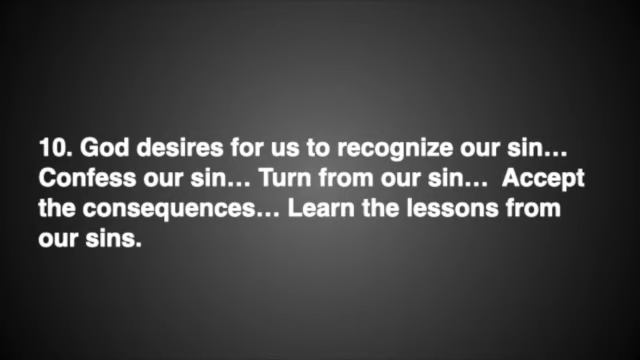 10. God desires for us to recognize our sin...
Confess our sin... Turn from our sin...  Accept
the consequences... Learn the lessons from
our sins.